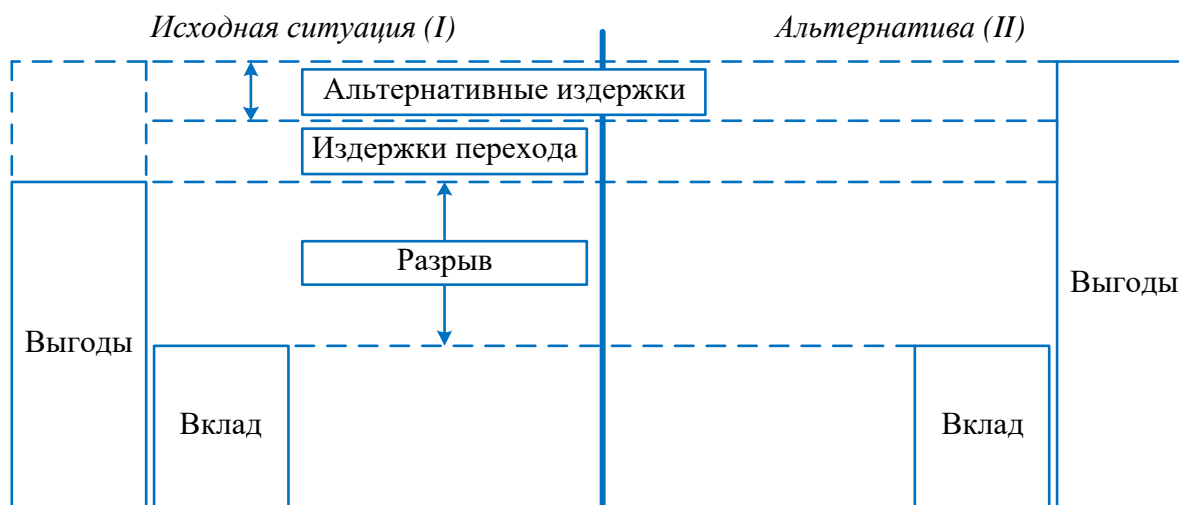 Исходная ситуация (I)
Альтернатива (II)
Альтернативные издержки
Издержки перехода
Разрыв
Выгоды
Выгоды
Вклад
Вклад